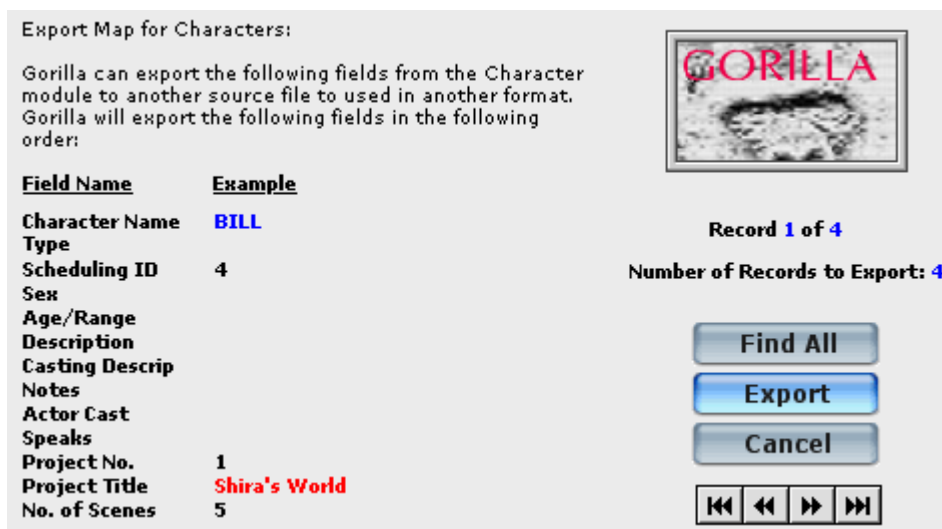 Export Map for Characters:
Gorilla can export the following fields from the Character
module to another source file to used in another format.
Gorilla will export the following fields in the following
order:
Field Name Example
Character Name BILL
Type
Scheduling ID 4
Sex
Age/Range
Description
Casting Descrip
Notes
Actor Cast
Speaks
Project No. 1
Project Title Shira's World
No. of Scenes 5
GORILLA
Record 1 of 4
Number of Records to Export: 4
Find All
Export
Cancel